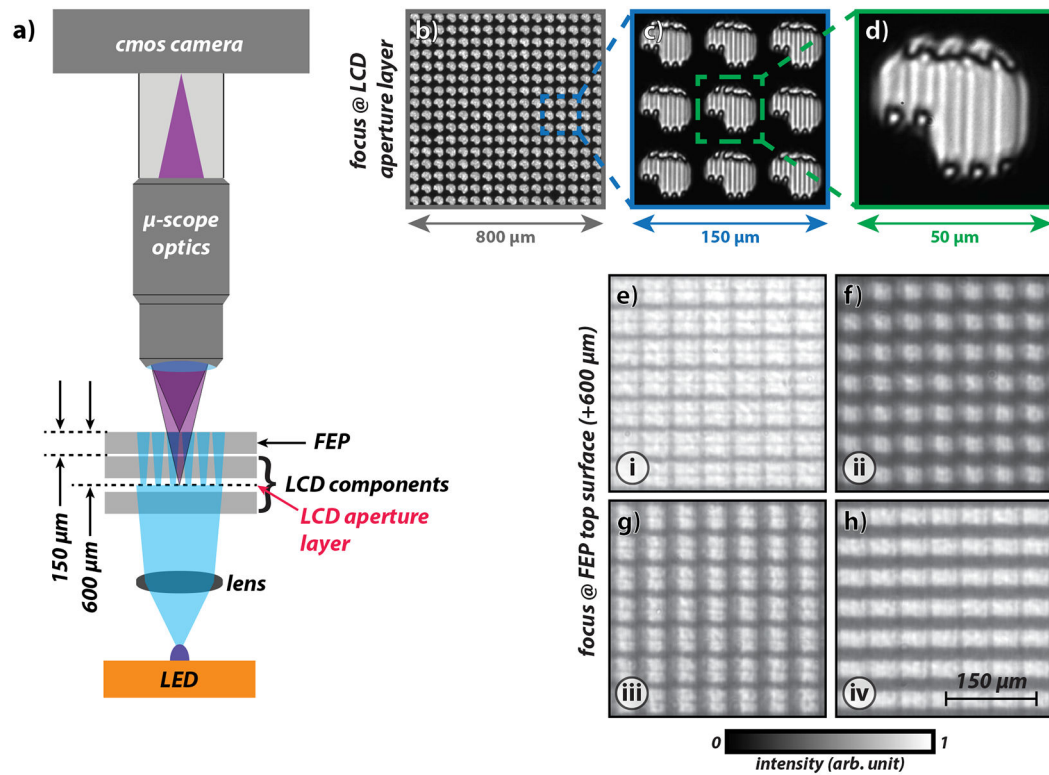 a)
cmos camera
μ-scope
optics
FEP
LCD components
LCD aperture
layer
150 μm
600 μm
lens
LED
focus @ LCD
aperture layer
b)
c)
d)
800 μm
150 μm
50 μm
focus @ FEP top surface (+600 μm)
e)
i
f)
ii
g)
iii
h)
iv
150 μm
0
1
intensity (arb. unit)